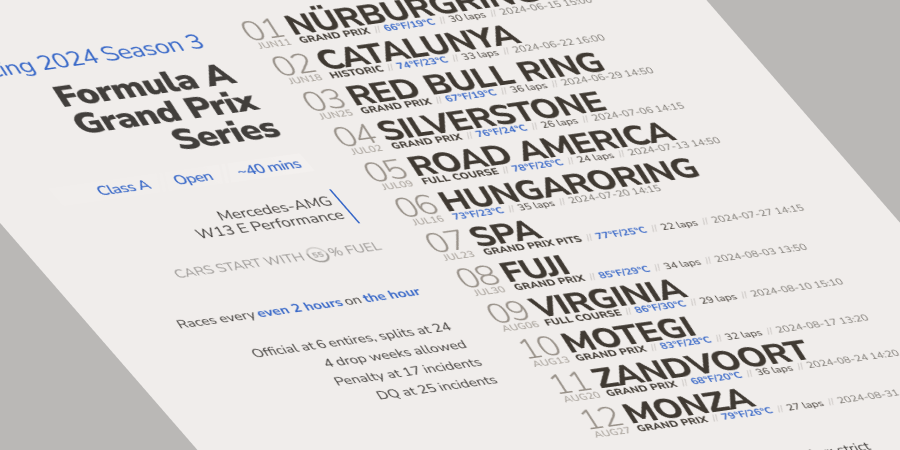 ing 2024 Season 3
Formula A
Grand Prix
Series
Class A Open ~40 mins
Mercedes-AMG
W13 E Performance
CARS START WITH 55 % FUEL
Races every even 2 hours on the hour
Official at 6 entires, splits at 24
4 drop weeks allowed
Penalty at 17 incidents
DQ at 25 incidents
01 NÜRBURGRING
JUN11 GRAND PRIX // 66°F/19°C // 30 laps // 2024-06-15 15:00
02 CATALUNYA
JUN18 HISTORIC // 74°F/23°C // 33 laps // 2024-06-22 16:00
03 RED BULL RING
JUN25 GRAND PRIX // 67°F/19°C // 36 laps // 2024-06-29 14:50
04 SILVERSTONE
JUL02 GRAND PRIX // 76°F/24°C // 26 laps // 2024-07-06 14:15
05 ROAD AMERICA
JUL09 FULL COURSE // 78°F/26°C // 24 laps // 2024-07-13 14:50
06 HUNGARORING
JUL16 73°F/23°C // 35 laps // 2024-07-20 14:15
07 SPA
JUL23 GRAND PRIX PITS // 77°F/25°C // 22 laps // 2024-07-27 14:15
08 FUJI
JUL30 GRAND PRIX // 85°F/29°C // 34 laps // 2024-08-03 13:50
09 VIRGINIA
AUG06 FULL COURSE // 86°F/30°C // 29 laps // 2024-08-10 15:10
10 MOTEGI
AUG13 GRAND PRIX // 83°F/28°C // 32 laps // 2024-08-17 13:20
11 ZANDVOORT
AUG20 GRAND PRIX // 68°F/20°C // 36 laps // 2024-08-24 14:20
12 MONZA
AUG27 GRAND PRIX // 79°F/26°C // 27 laps // 2024-08-31
strict